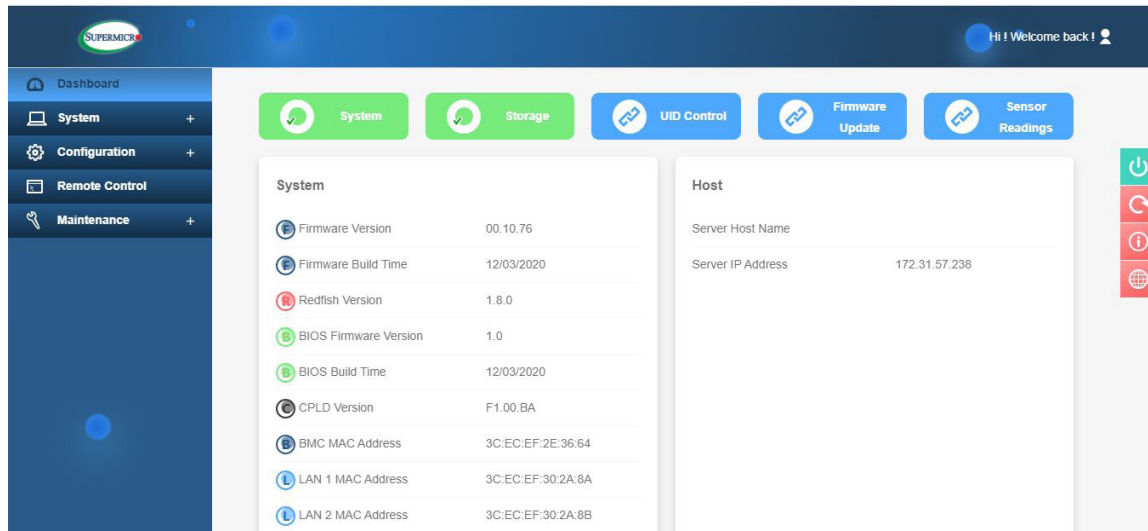 SUPERMICR
Hi ! Welcome back !
Dashboard
System +
Configuration +
Remote Control
Maintenance +
System
Storage
UID Control
Firmware
Update
Sensor
Readings
System
Firmware Version 00.10.76
Firmware Build Time 12/03/2020
Redfish Version 1.8.0
BIOS Firmware Version 1.0
BIOS Build Time 12/03/2020
CPLD Version F1.00.BA
BMC MAC Address 3C:EC:EF:2E:36:64
LAN 1 MAC Address 3C:EC:EF:30:2A:8A
LAN 2 MAC Address 3C:EC:EF:30:2A:8B
Host
Server Host Name
Server IP Address 172.31.57.238